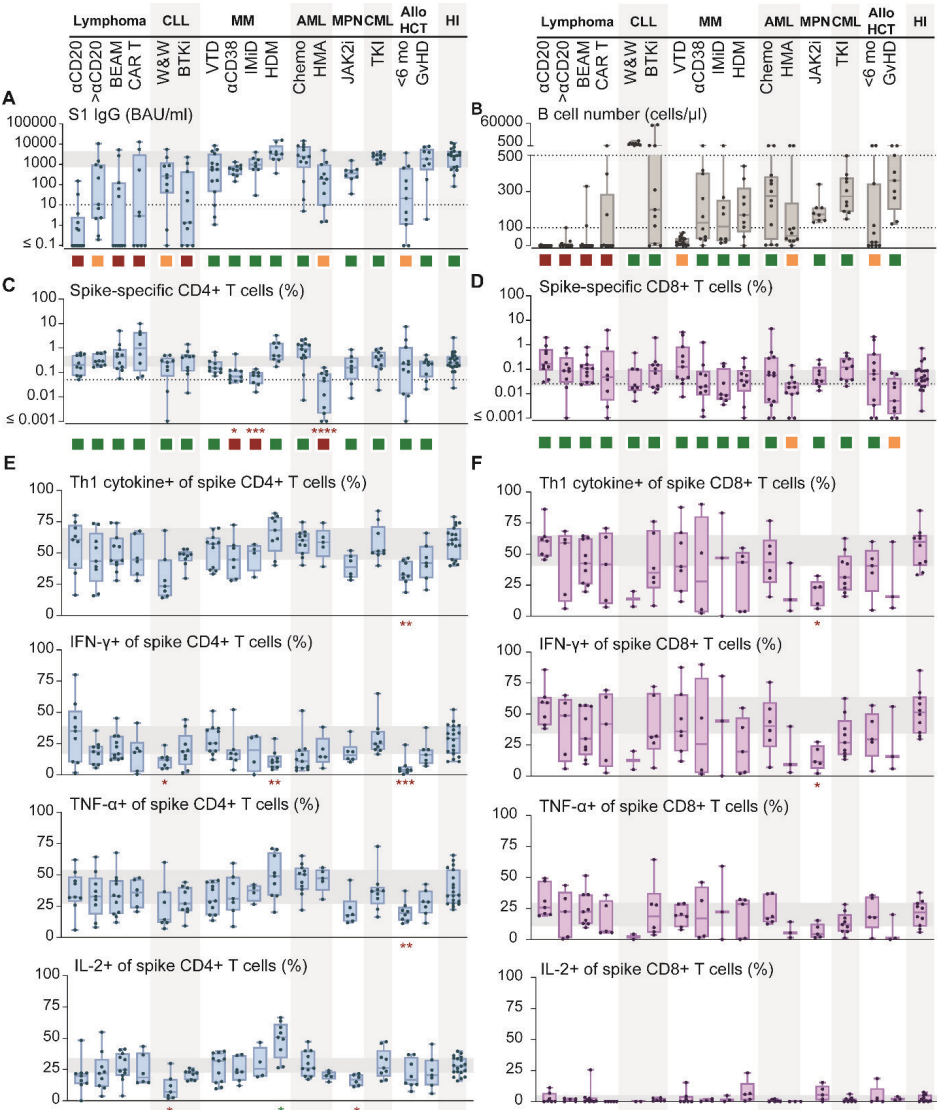 Lymphoma CLL MM AML MPN CML Allo HCT HI
αCD20 >αCD20 BEAM CAR T W&W BTKi VTD αCD38 IMiD HDM Chemo HMA JAK2i TKI <6 mo GvHD
Lymphoma CLL MM AML MPN CML Allo HCT HI
αCD20 >αCD20 BEAM CAR T W&W BTKi VTD αCD38 IMiD HDM Chemo HMA JAK2i TKI <6 mo GvHD
A
S1 IgG (BAU/ml)
100000
10000
1000
100
10
1
≤ 0.1
B
B cell number (cells/µl)
60000
500
500
300
100
100
0
C
Spike-specific CD4+ T cells (%)
10
1
0.1
0.01
≤ 0.001
* *** ****
D
Spike-specific CD8+ T cells (%)
10
1
0.1
0.01
≤ 0.001
E
Th1 cytokine+ of spike CD4+ T cells (%)
100
75
50
25
0
**
IFN-γ+ of spike CD4+ T cells (%)
100
75
50
25
0
* ** ***
TNF-α+ of spike CD4+ T cells (%)
100
75
50
25
0
**
IL-2+ of spike CD4+ T cells (%)
100
75
50
25
0
* * *
F
Th1 cytokine+ of spike CD8+ T cells (%)
100
75
50
25
0
*
IFN-γ+ of spike CD8+ T cells (%)
100
75
50
25
0
*
TNF-α+ of spike CD8+ T cells (%)
100
75
50
25
0
IL-2+ of spike CD8+ T cells (%)
100
75
50
25
0